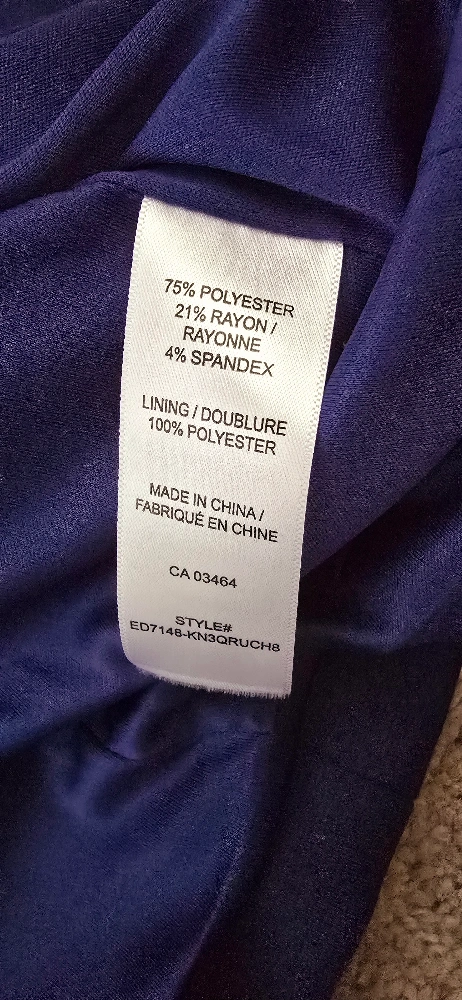 75% POLYESTER
21% RAYON /
RAYONNE
4% SPANDEX
LINING / DOUBLURE
100% POLYESTER
MADE IN CHINA /
FABRIQUÉ EN CHINE
CA 03464
STYLE#
ED7148-KN3QRUCH8